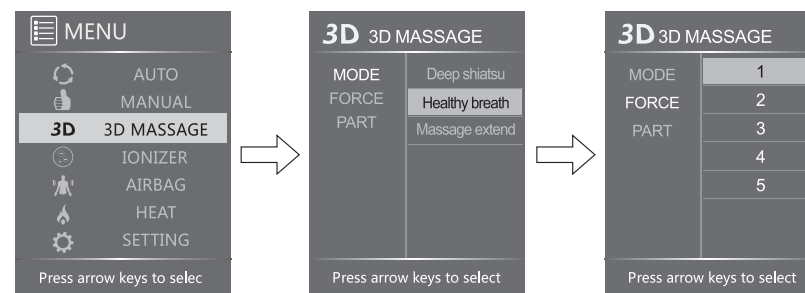 MENU
AUTO
MANUAL
3D 3D MASSAGE
IONIZER
AIRBAG
HEAT
SETTING
Press arrow keys to selec
3D 3D MASSAGE
MODE Deep shiatsu
FORCE Healthy breath
PART Massage extend
Press arrow keys to select
3D 3D MASSAGE
MODE 1
FORCE 2
PART 3
4
5
Press arrow keys to select